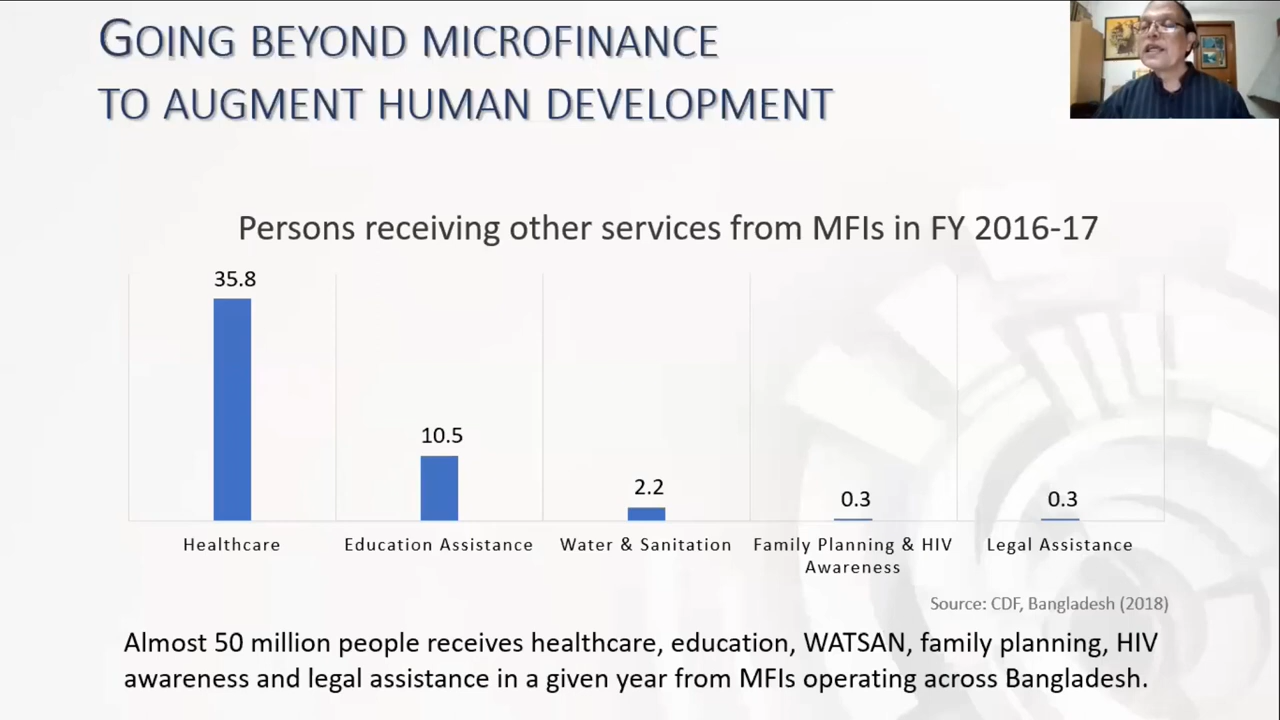 GOING BEYOND MICROFINANCE
TO AUGMENT HUMAN DEVELOPMENT
Persons receiving other services from MFIs in FY 2016-17
35.8
10.5
2.2
0.3
0.3
Healthcare
Education Assistance
Water & Sanitation
Family Planning & HIV
Awareness
Legal Assistance
Source: CDF, Bangladesh (2018)
Almost 50 million people receives healthcare, education, WATSAN, family planning, HIV
awareness and legal assistance in a given year from MFIs operating across Bangladesh.